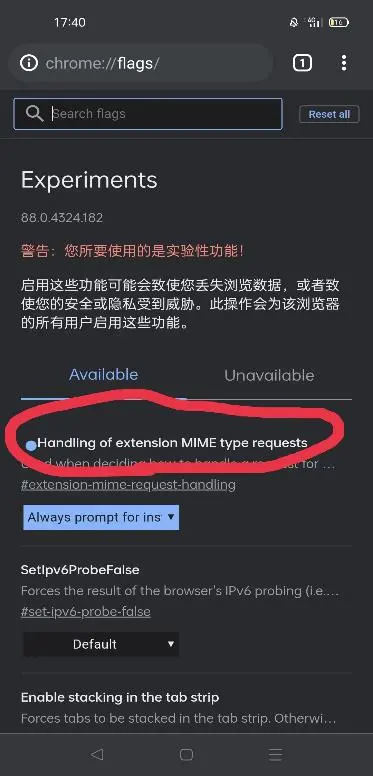 17:40
4G
16
chrome://flags/
1
Search flags
Reset all
Experiments
88.0.4324.182
警告：您所要使用的是实验性功能！
启用这些功能可能会致使您丢失浏览数据，或者致
使您的安全或隐私受到威胁。此操作会为该浏览器
的所有用户启用这些功能。
Available
Unavailable
Handling of extension MIME type requests
Used when deciding how to handle a request for …
#extension-mime-request-handling
Always prompt for ins
SetIpv6ProbeFalse
Forces the result of the browser's IPv6 probing (i.e.…
#set-ipv6-probe-false
Default
Enable stacking in the tab strip
Forces tabs to be stacked in the tab strip. Otherwi…